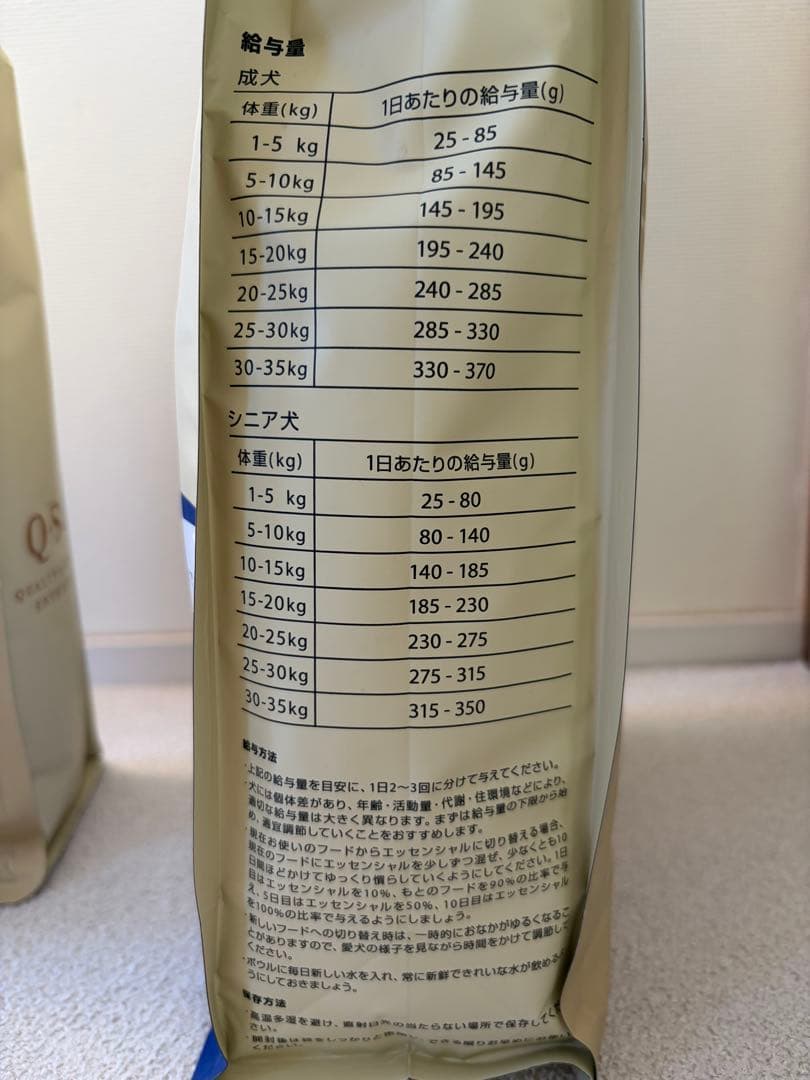 給与量
成犬
体重(kg) 1日あたりの給与量(g)
1-5 kg 25-85
5-10kg 85-145
10-15kg 145-195
15-20kg 195-240
20-25kg 240-285
25-30kg 285-330
30-35kg 330-370
シニア犬
体重(kg) 1日あたりの給与量(g)
1-5 kg 25-80
5-10kg 80-140
10-15kg 140-185
15-20kg 185-230
20-25kg 230-275
25-30kg 275-315
30-35kg 315-350
給与方法
・上記の給与量を目安に、1日2〜3回に分けて与えてください。
・犬には個体差があり、年齢・活動量・代謝・住環境などにより、
適切な給与量は大きく異なります。まずは給与量の下限から始
め、適宜調節していくことをおすすめします。
・現在お使いのフードからエッセンシャルに切り替える場合、
現在のフードにエッセンシャルを少しずつ混ぜ、少なくとも10
日間ほどかけてゆっくり慣らしていくようにしてください。1日
目はエッセンシャルを10%、もとのフードを90%の比率で与
え、5日目はエッセンシャルを50%、10日目はエッセンシャル
を100%の比率で与えるようにしましょう。
・新しいフードへの切り替え時は、一時的におなかがゆるくなるこ
とがありますので、愛犬の様子を見ながら時間をかけて調節して
ください。
・ボウルに毎日新しい水を入れ、常に新鮮できれいな水が飲めるよ
うにしておきましょう。
保存方法
・高温多湿を避け、直射日光の当たらない場所で保存してくだ
さい。
ください。